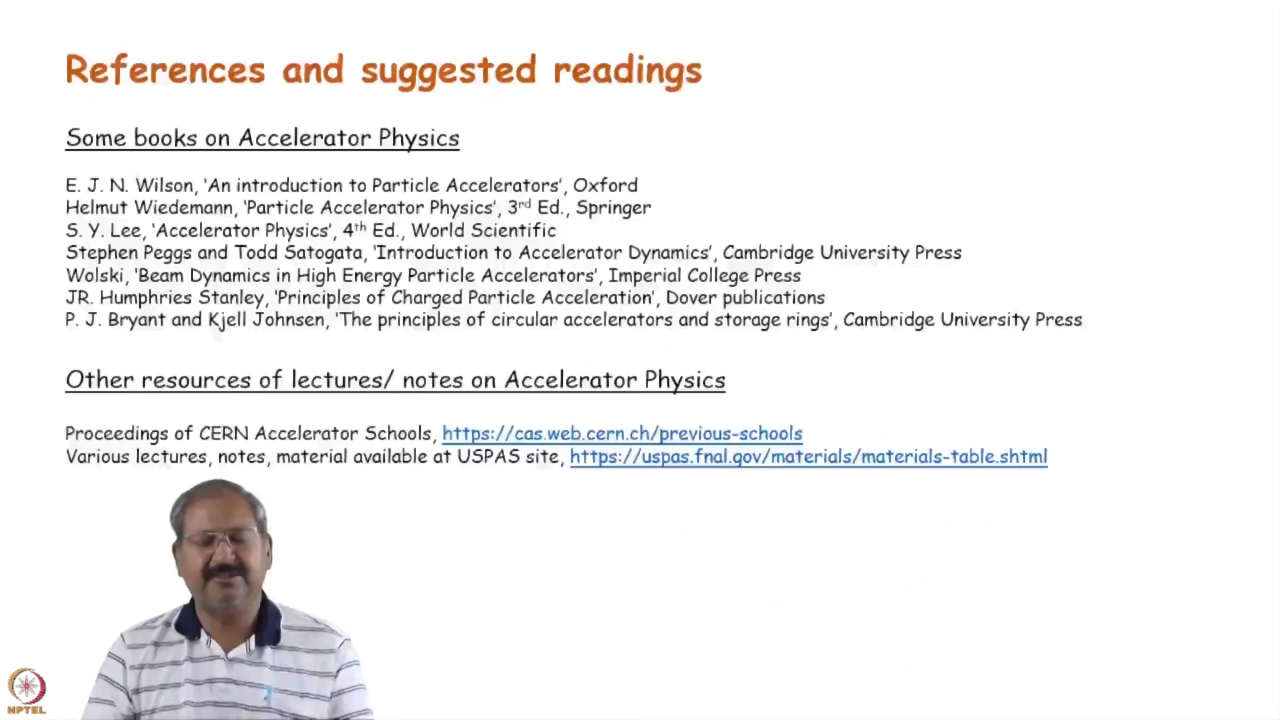 References and suggested readings
Some books on Accelerator Physics
E. J. N. Wilson, ‘An introduction to Particle Accelerators’, Oxford
Helmut Wiedemann, ‘Particle Accelerator Physics’, 3rd Ed., Springer
S. Y. Lee, ‘Accelerator Physics’, 4th Ed., World Scientific
Stephen Peggs and Todd Satogata, ‘Introduction to Accelerator Dynamics’, Cambridge University Press
Wolski, ‘Beam Dynamics in High Energy Particle Accelerators’, Imperial College Press
JR. Humphries Stanley, ‘Principles of Charged Particle Acceleration’, Dover publications
P. J. Bryant and Kjell Johnsen, ‘The principles of circular accelerators and storage rings’, Cambridge University Press
Other resources of lectures/ notes on Accelerator Physics
Proceedings of CERN Accelerator Schools, https://cas.web.cern.ch/previous-schools
Various lectures, notes, material available at USPAS site, https://uspas.fnal.gov/materials/materials-table.shtml
NPTEL